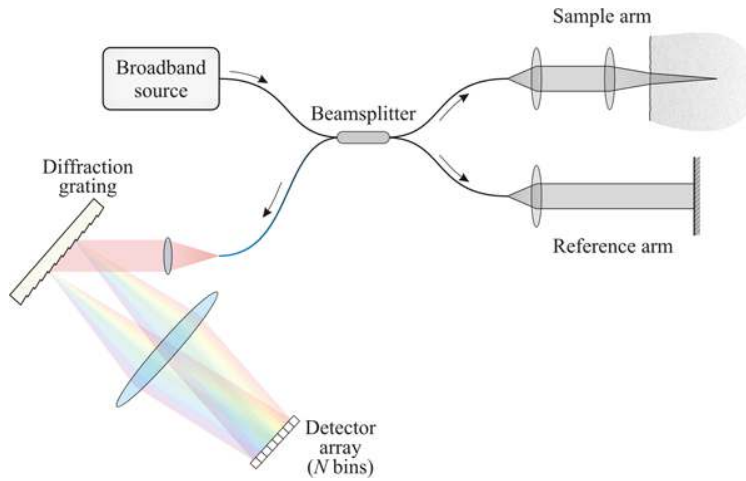 Sample arm
Broadband
source
Beamsplitter
Diffraction
grating
Reference arm
Detector
array
(N bins)